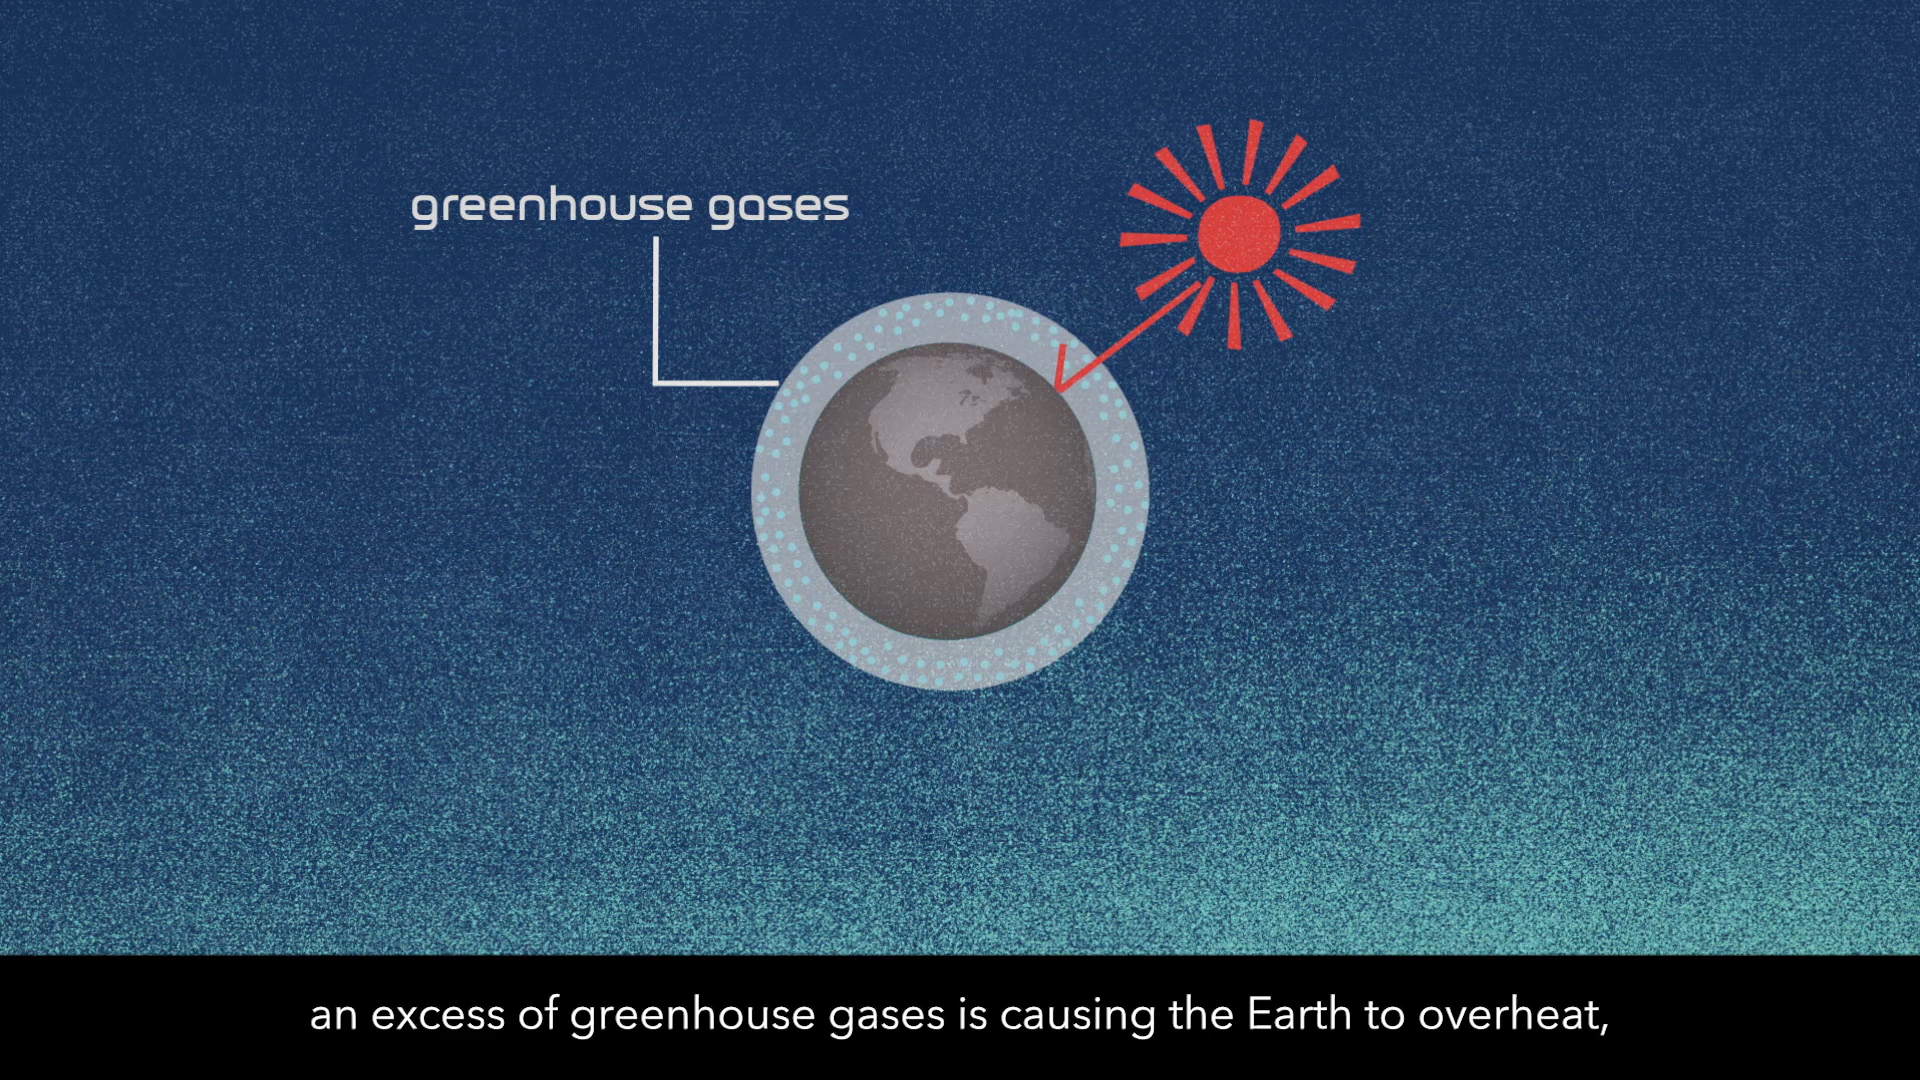 greenhouse gases
an excess of greenhouse gases is causing the Earth to overheat,